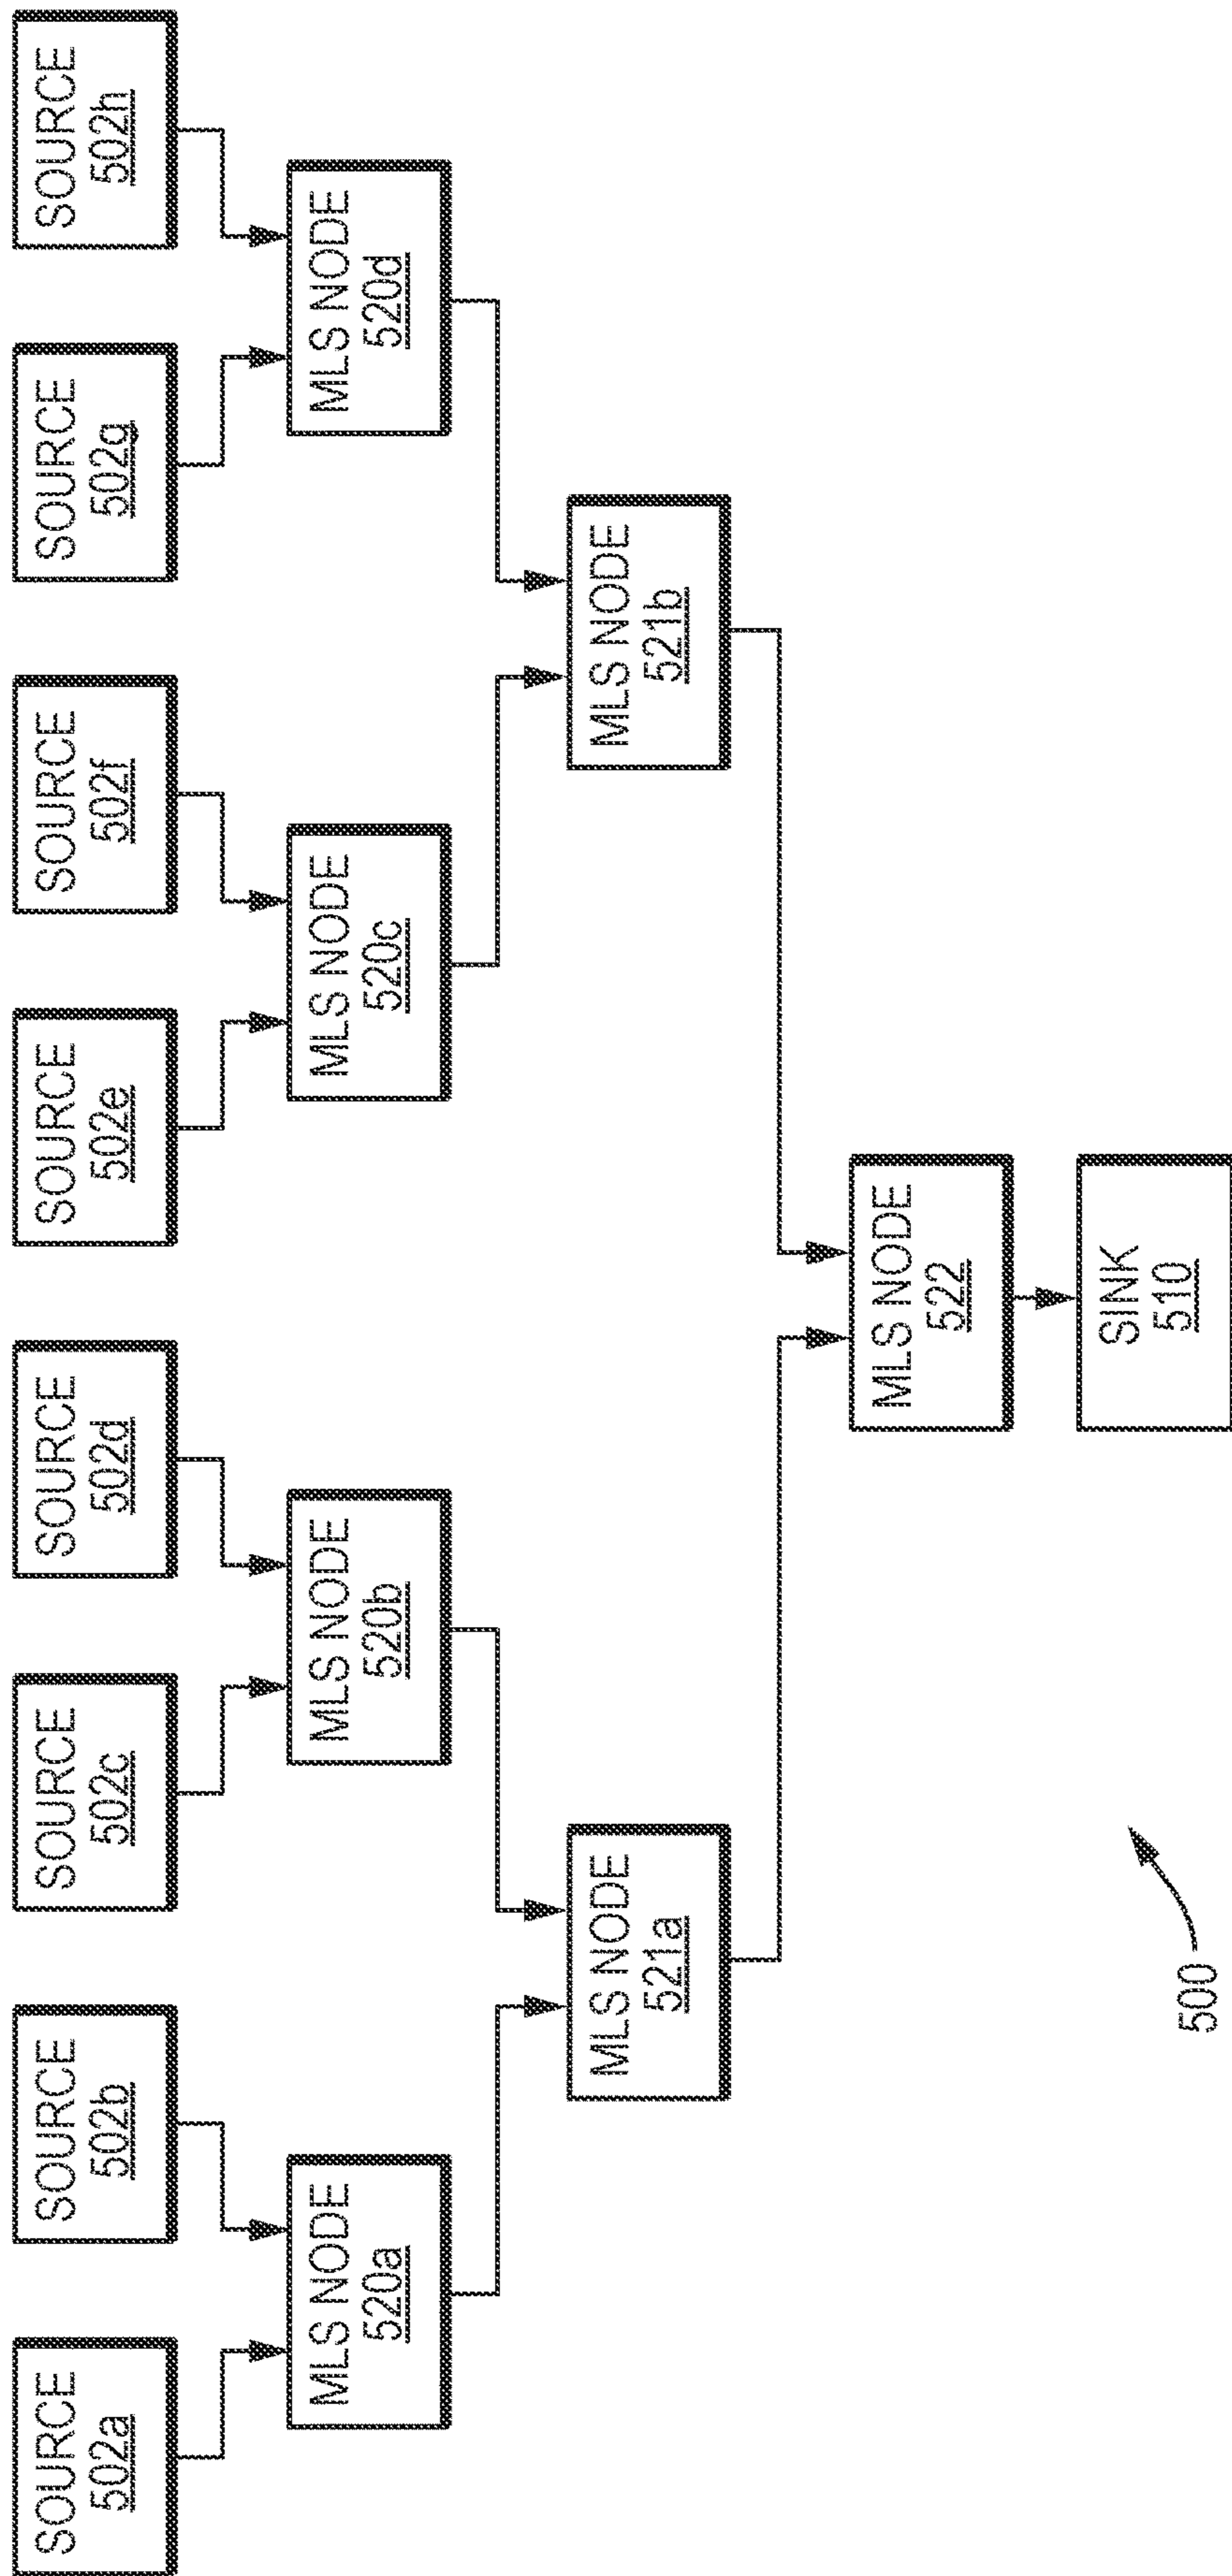 SOURCE
502a
SOURCE
502b
SOURCE
502c
SOURCE
502d
SOURCE
502e
SOURCE
502f
SOURCE
502g
SOURCE
502h
MLS NODE
520a
MLS NODE
520b
MLS NODE
520c
MLS NODE
520d
MLS NODE
521a
MLS NODE
521b
MLS NODE
522
SINK
510
500